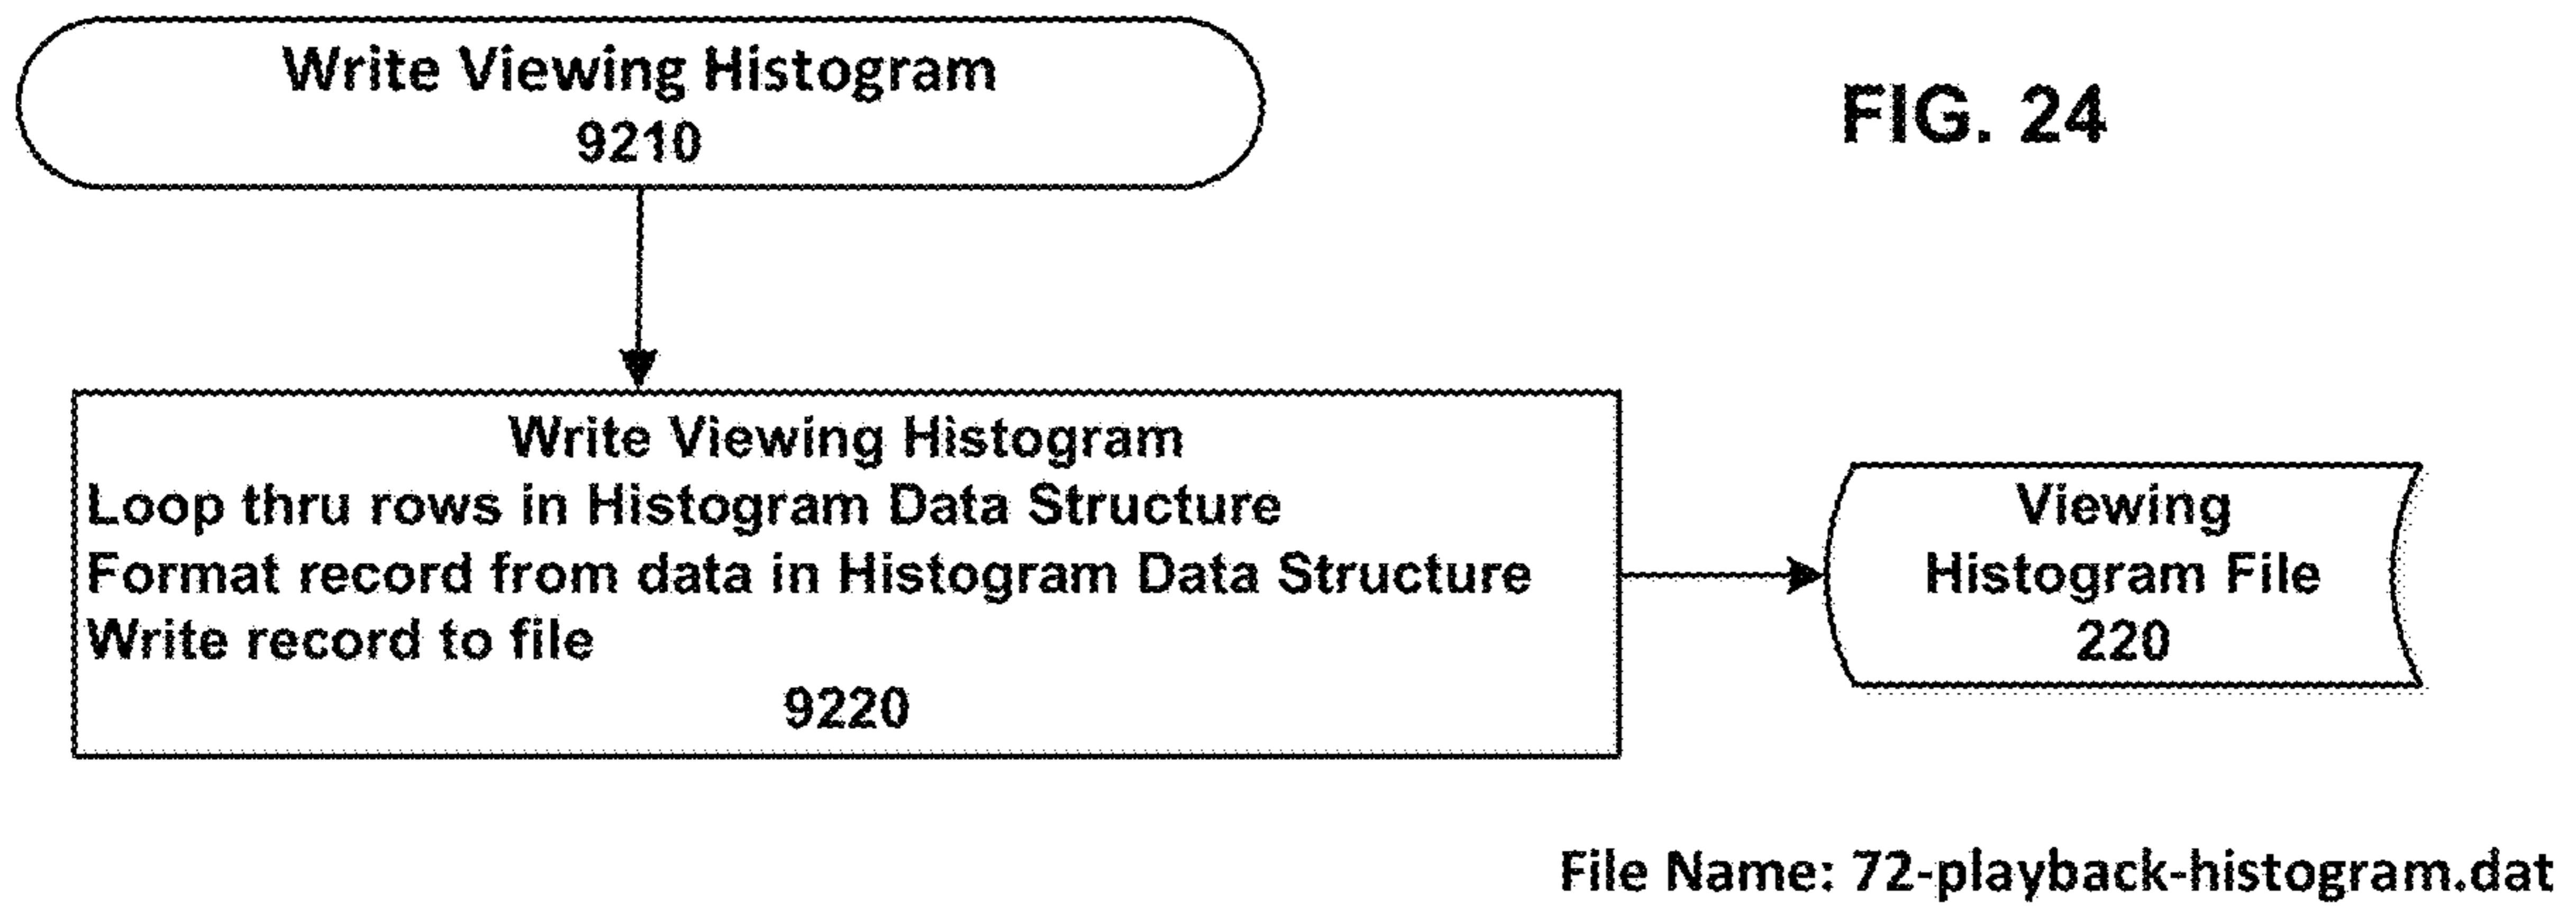 Write Viewing Histogram
9210
FIG. 24
Write Viewing Histogram
Loop thru rows in Histogram Data Structure
Format record from data in Histogram Data Structure
Write record to file
9220
Viewing
Histogram File
220
File Name: 72-playback-histogram.dat